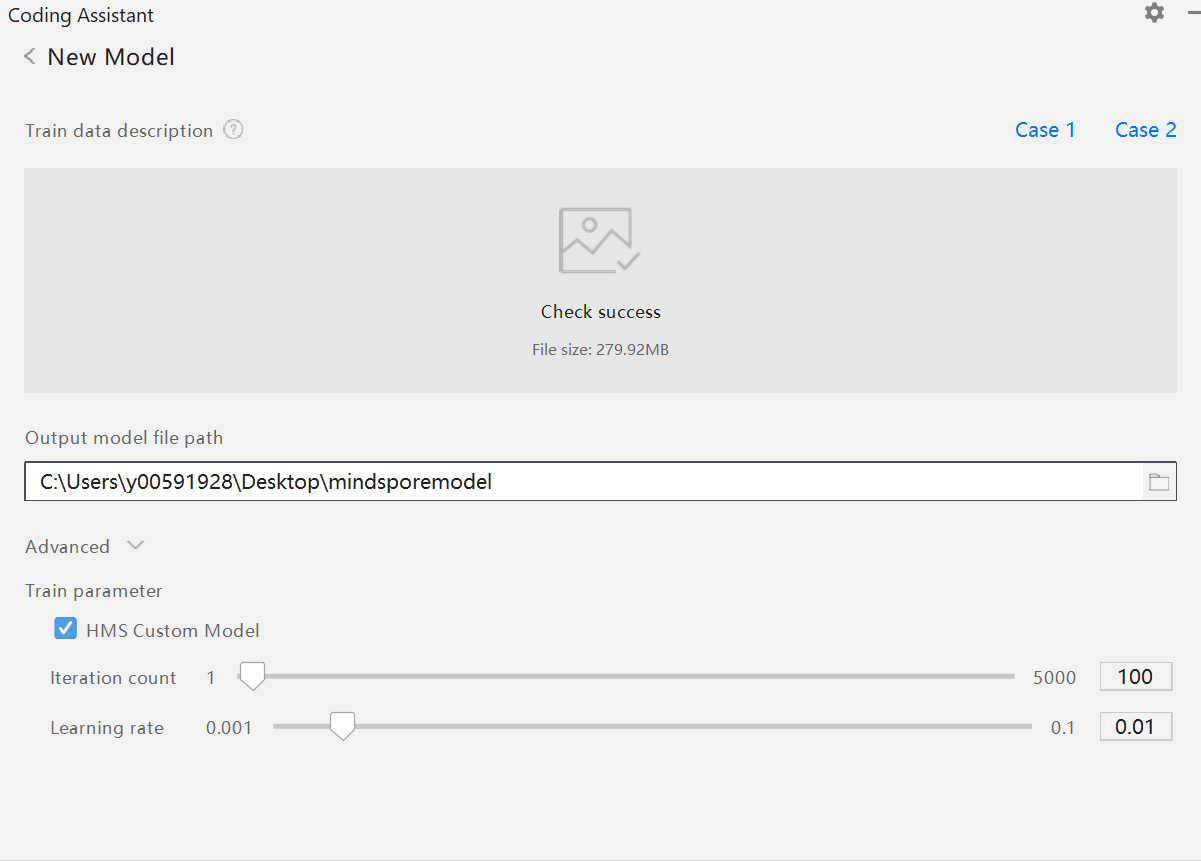 Coding Assistant
New Model
Train data description ?
Case 1 Case 2
Check success
File size: 279.92MB
Output model file path
C:\Users\y00591928\Desktop\mindsporemodel
Advanced
Train parameter
HMS Custom Model
Iteration count 1 5000 100
Learning rate 0.001 0.1 0.01